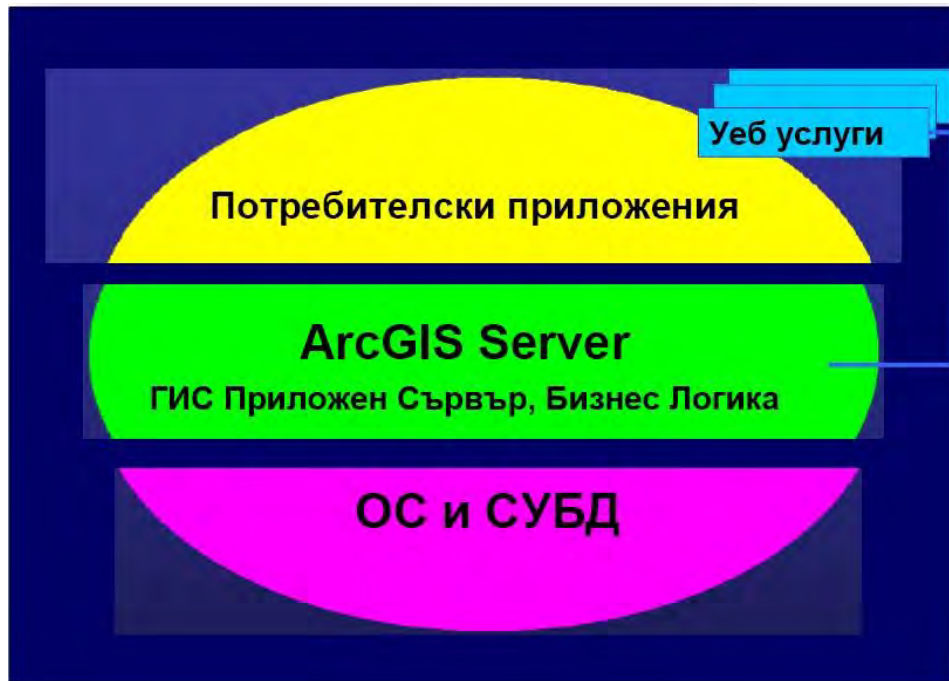 Уеб услуги
Потребителски приложения
ArcGIS Server
ГИС Приложен Сървър, Бизнес Логика
ОС и СУБД